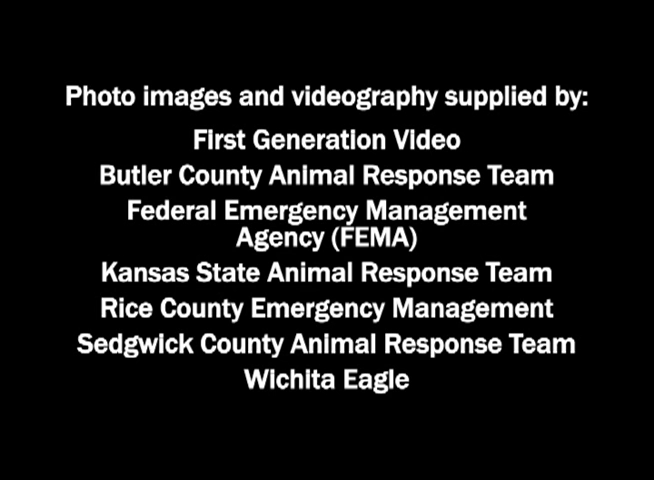 Photo images and videography supplied by:
First Generation Video
Butler County Animal Response Team
Federal Emergency Management
Agency (FEMA)
Kansas State Animal Response Team
Rice County Emergency Management
Sedgwick County Animal Response Team
Wichita Eagle